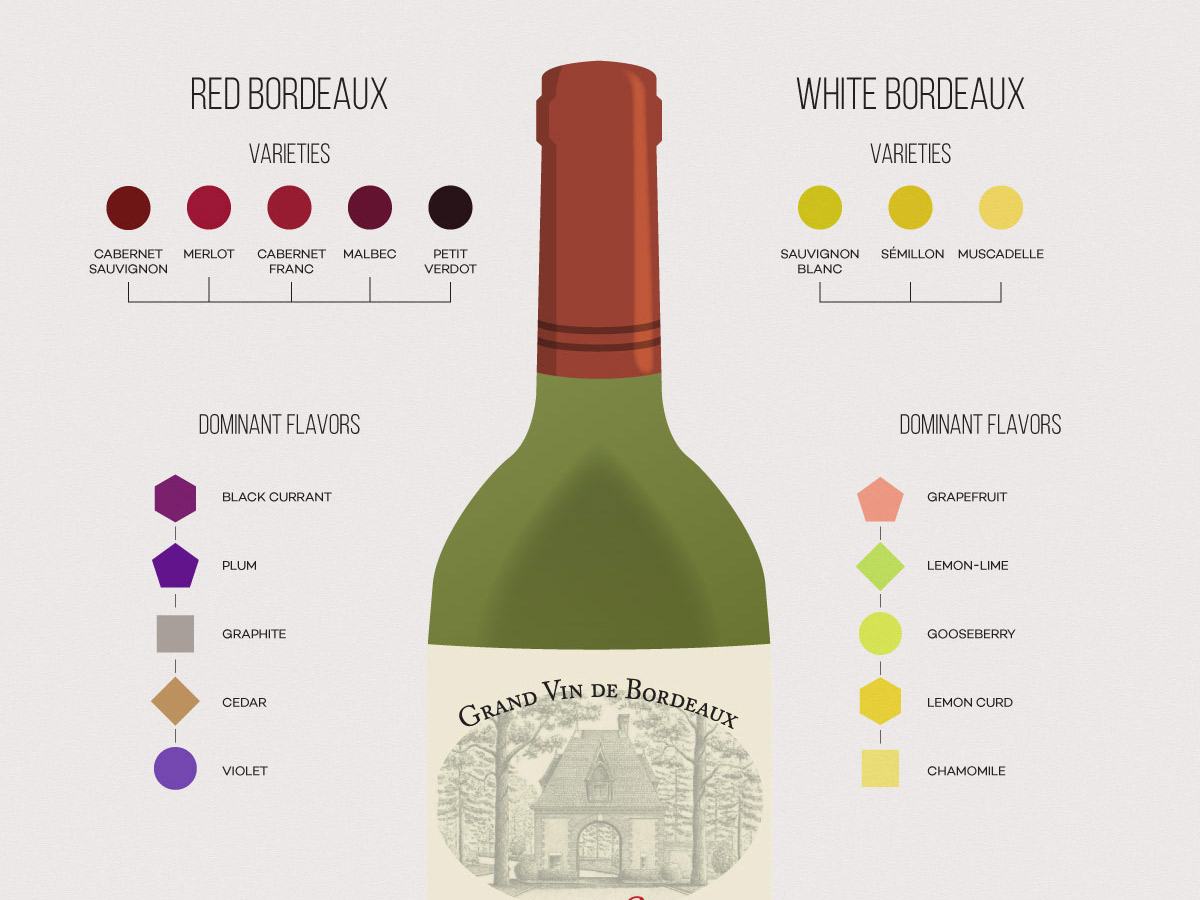 RED BORDEAUX
VARIETIES
CABERNET
SAUVIGNON
MERLOT
CABERNET
FRANC
MALBEC
PETIT
VERDOT
DOMINANT FLAVORS
BLACK CURRANT
PLUM
GRAPHITE
CEDAR
VIOLET
GRAND VIN DE BORDEAUX
WHITE BORDEAUX
VARIETIES
SAUVIGNON
BLANC
SÉMILLON
MUSCADELLE
DOMINANT FLAVORS
GRAPEFRUIT
LEMON-LIME
GOOSEBERRY
LEMON CURD
CHAMOMILE